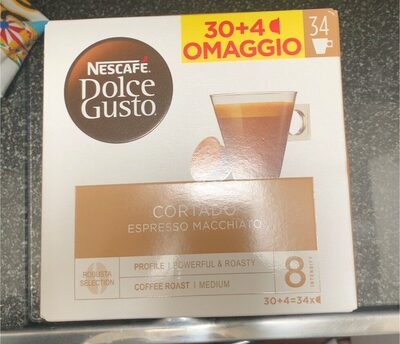 30+4
OMAGGIO
34
NESCAFÉ.
Dolce
Gusto
CORTADO
ESPRESSO MACCHIATO
ROBUSTA
SELECTION
PROFILE | POWERFUL & ROASTY
COFFEE ROAST | MEDIUM
8
INTENSITY
30+4=34x